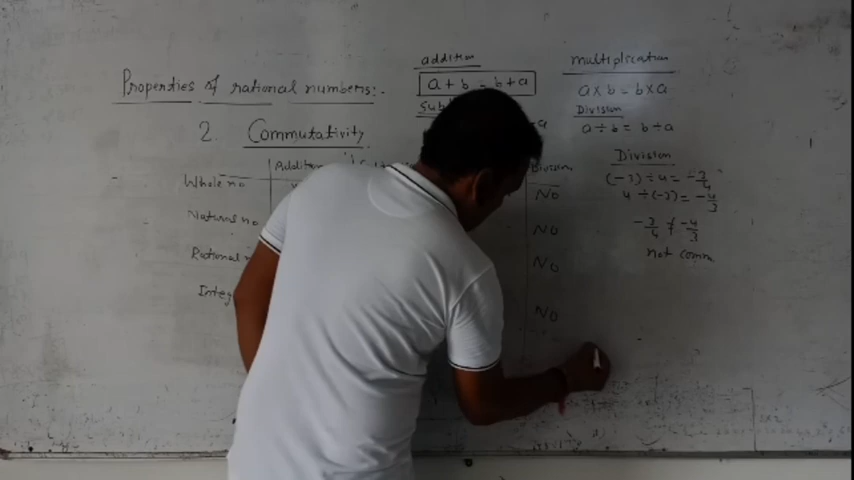 addition
multiplication
Properties of rational numbers:-
a + b = b + a
a × b = b × a
Sub
Division
2. Commutativity
a
a ÷ b = b ÷ a
Addition
Division
Division
Whole no
(-3) ÷ 4 = -3/4
No
4 ÷ (-3) = -4/3
Natural no
No
-3/4 ≠ -4/3
Rational
No
not comm
Integ
No